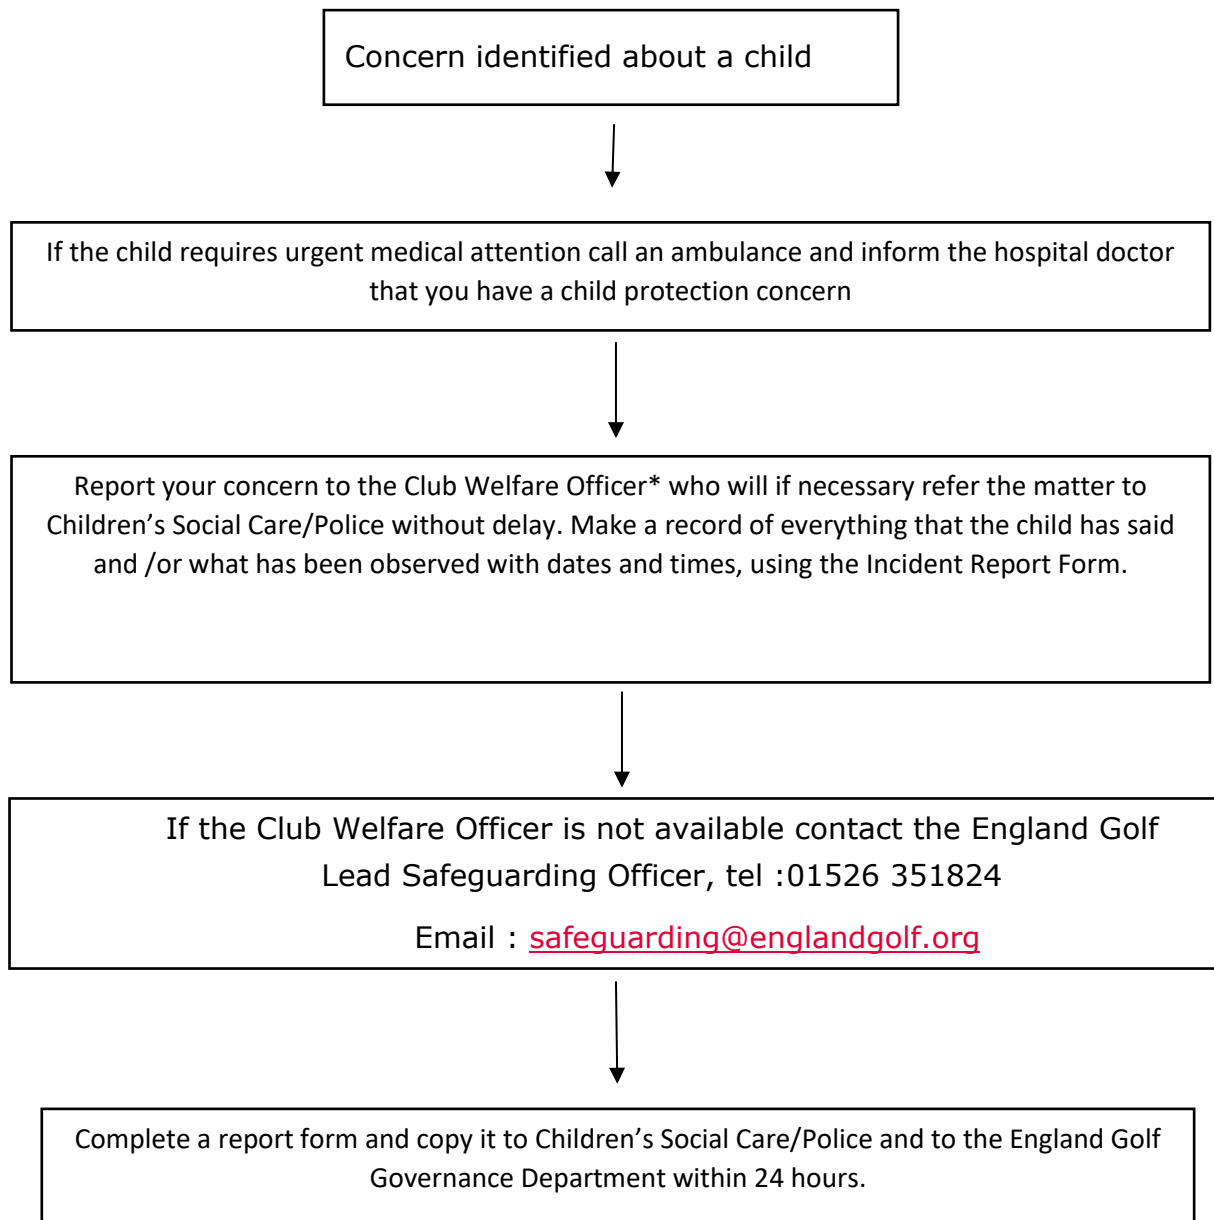 Concern identified about a child
If the child requires urgent medical attention call an ambulance and inform the hospital doctor
that you have a child protection concern
Report your concern to the Club Welfare Officer* who will if necessary refer the matter to
Children’s Social Care/Police without delay. Make a record of everything that the child has said
and /or what has been observed with dates and times, using the Incident Report Form.
If the Club Welfare Officer is not available contact the England Golf
Lead Safeguarding Officer, tel :01526 351824
Email : safeguarding@englandgolf.org
Complete a report form and copy it to Children’s Social Care/Police and to the England Golf
Governance Department within 24 hours.